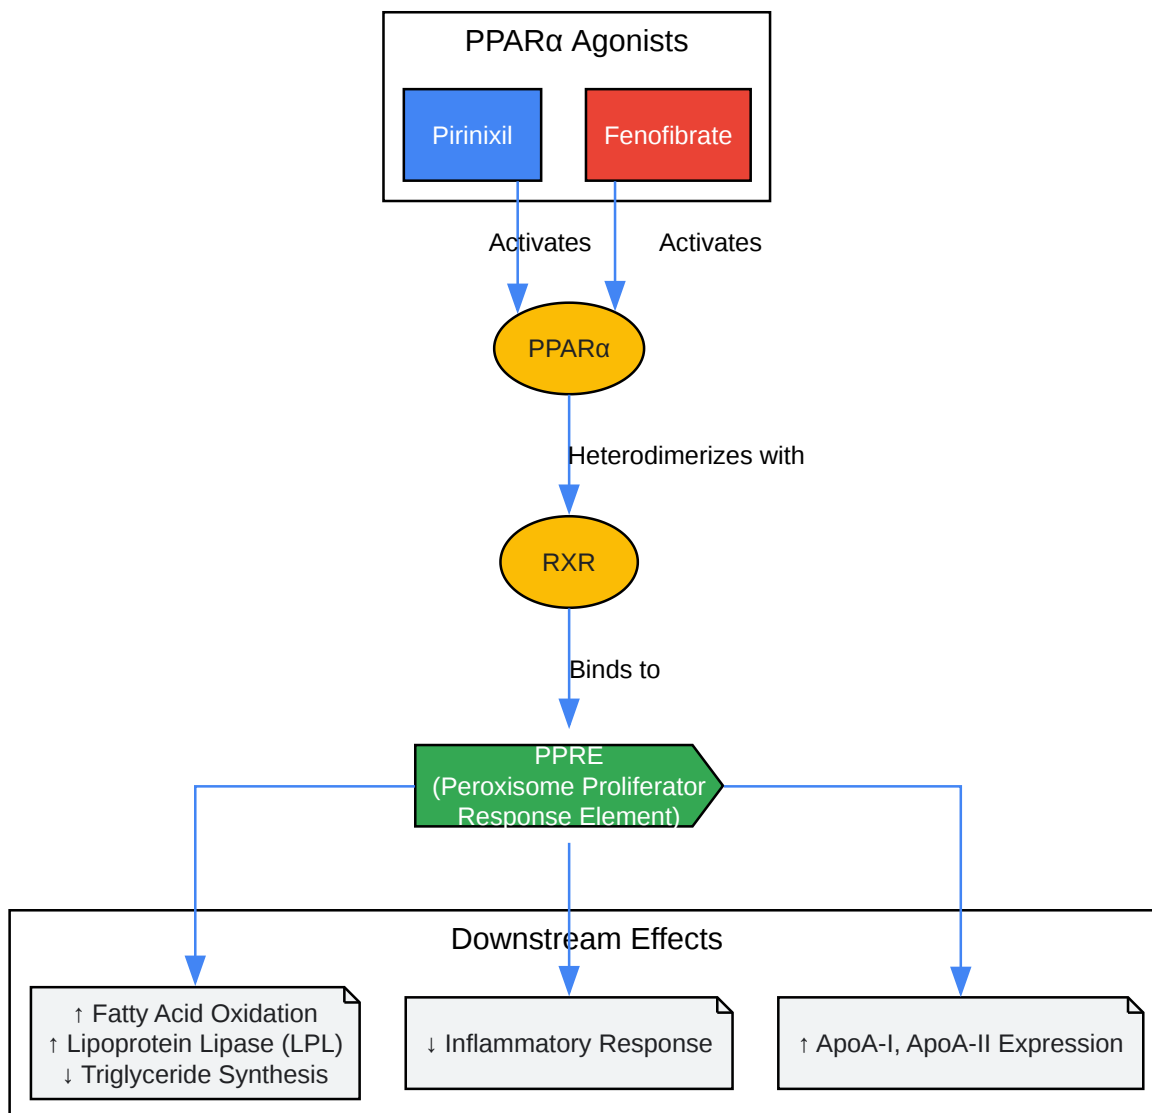 PPARα Agonists
Pirinixil
Fenofibrate
Activates
Activates
PPARα
Heterodimerizes with
RXR
Binds to
PPRE
(Peroxisome Proliferator
Response Element)
Downstream Effects
↑ Fatty Acid Oxidation
↑ Lipoprotein Lipase (LPL)
↓ Triglyceride Synthesis
↓ Inflammatory Response
↑ ApoA-I, ApoA-II Expression